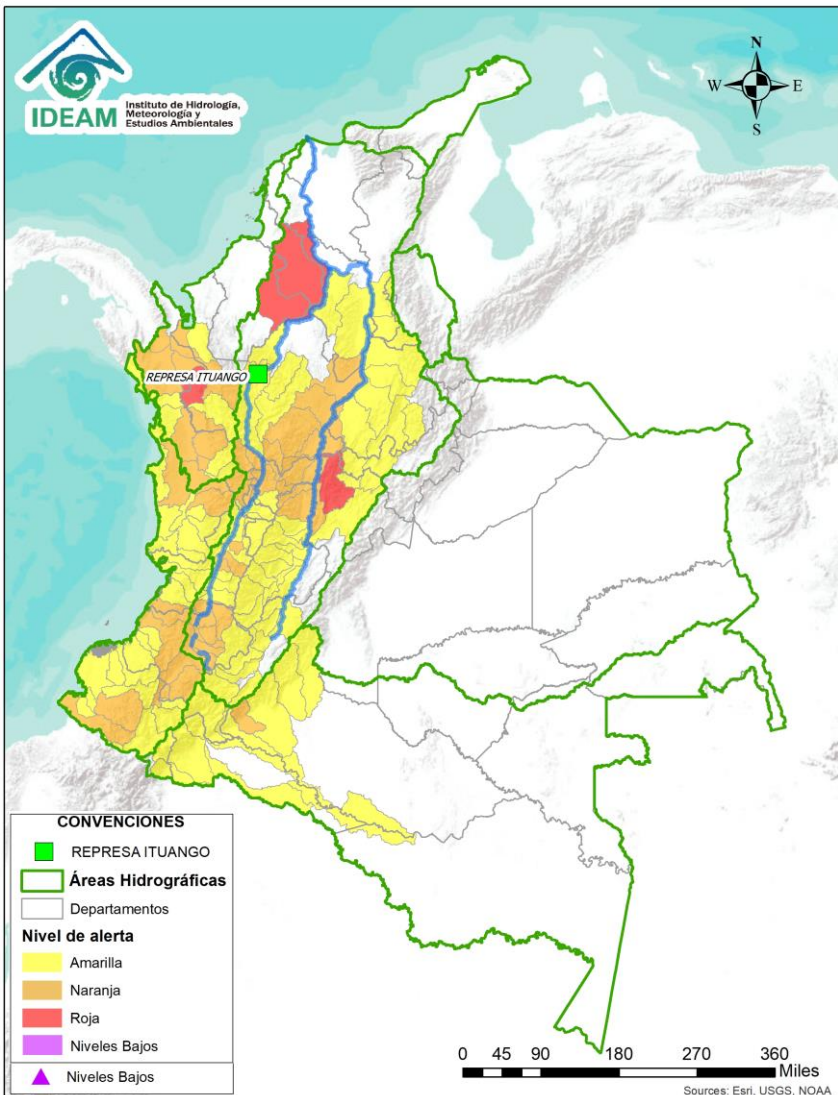 IDEAM
Instituto de Hidrología,
Meteorología y
Estudios Ambientales
N
W
E
S
REPRESA ITUANGO
CONVENCIONES
REPRESA ITUANGO
Áreas Hidrográficas
Departamentos
Nivel de alerta
Amarilla
Naranja
Roja
Niveles Bajos
Niveles Bajos
0 45 90 180 270 360
Miles
Sources: Esri, USGS, NOAA